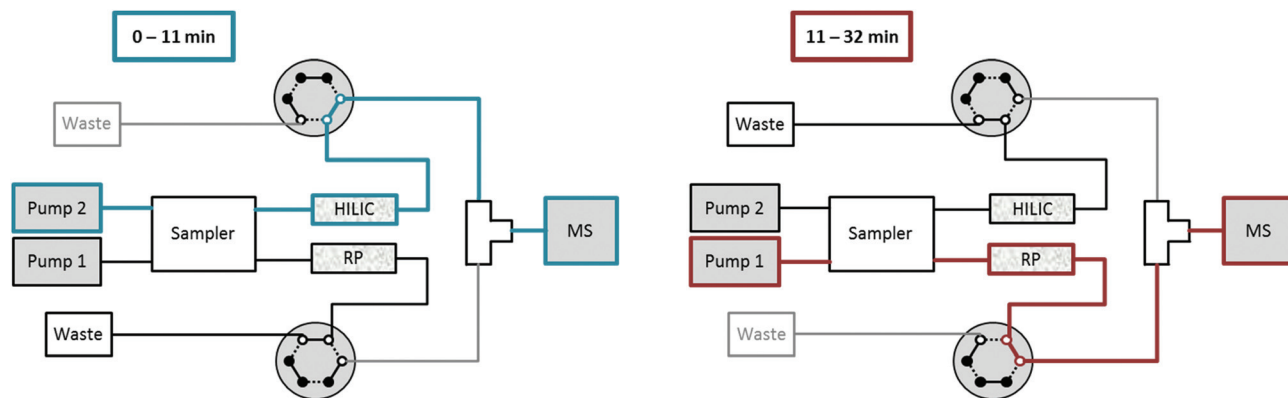 0 – 11 min
Waste
Pump 2
Pump 1
Sampler
HILIC
RP
MS
Waste
11 – 32 min
Waste
Pump 2
Pump 1
Sampler
HILIC
RP
MS
Waste